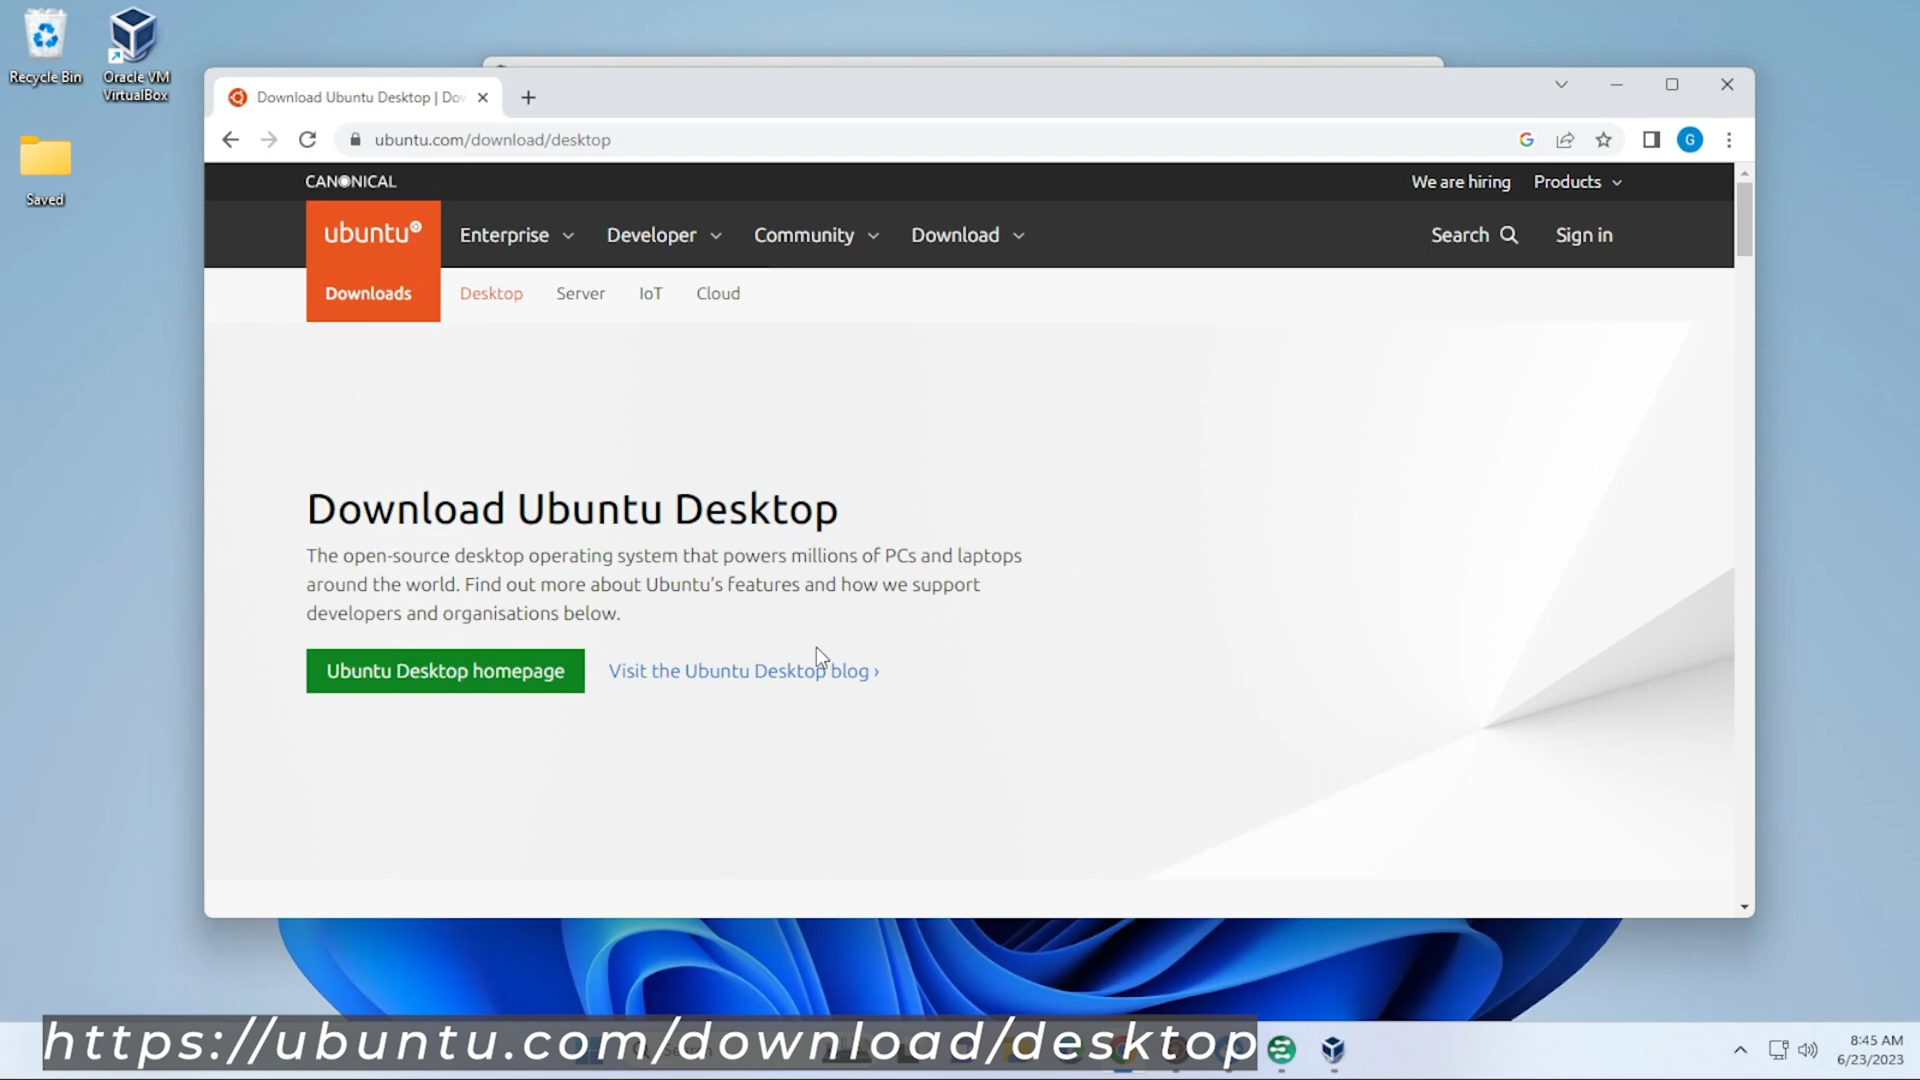 Recycle Bin
Oracle VM
VirtualBox
Saved
Download Ubuntu Desktop | Dow
ubuntu.com/download/desktop
G
CANONICAL
We are hiring
Products
ubuntu
Enterprise
Developer
Community
Download
Search
Sign in
Downloads
Desktop
Server
IoT
Cloud
Download Ubuntu Desktop
The open-source desktop operating system that powers millions of PCs and laptops
around the world. Find out more about Ubuntu’s features and how we support
developers and organisations below.
Ubuntu Desktop homepage
Visit the Ubuntu Desktop blog ›
https://ubuntu.com/download/desktop
8:45 AM
6/23/2023